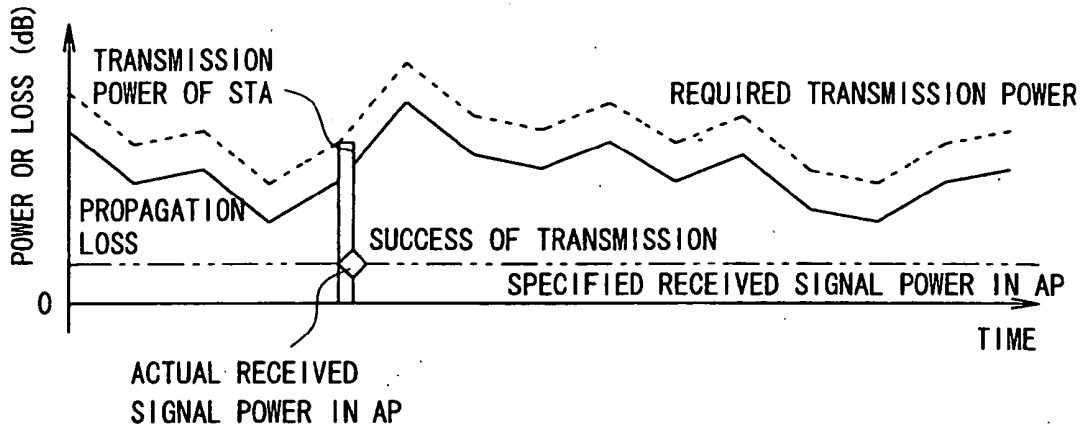 POWER OR LOSS (dB)
TRANSMISSION
POWER OF STA
REQUIRED TRANSMISSION POWER
PROPAGATION
LOSS
SUCCESS OF TRANSMISSION
SPECIFIED RECEIVED SIGNAL POWER IN AP
0
TIME
ACTUAL RECEIVED
SIGNAL POWER IN AP